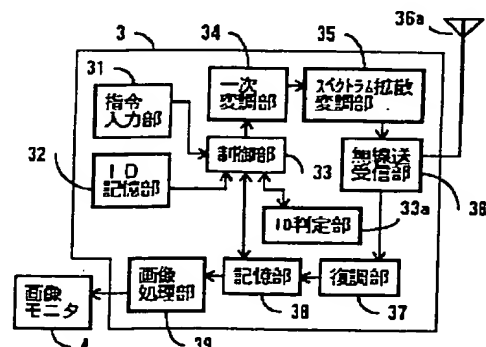 3
34
35
36a
31
指令
入力部
一次
変調部
スペクトラム拡散
変調部
32
ID
記憶部
制御部
33
無線送
受信部
36
ID判定部
33a
画像
モニタ
4
画像
処理部
39
記憶部
38
復調部
37